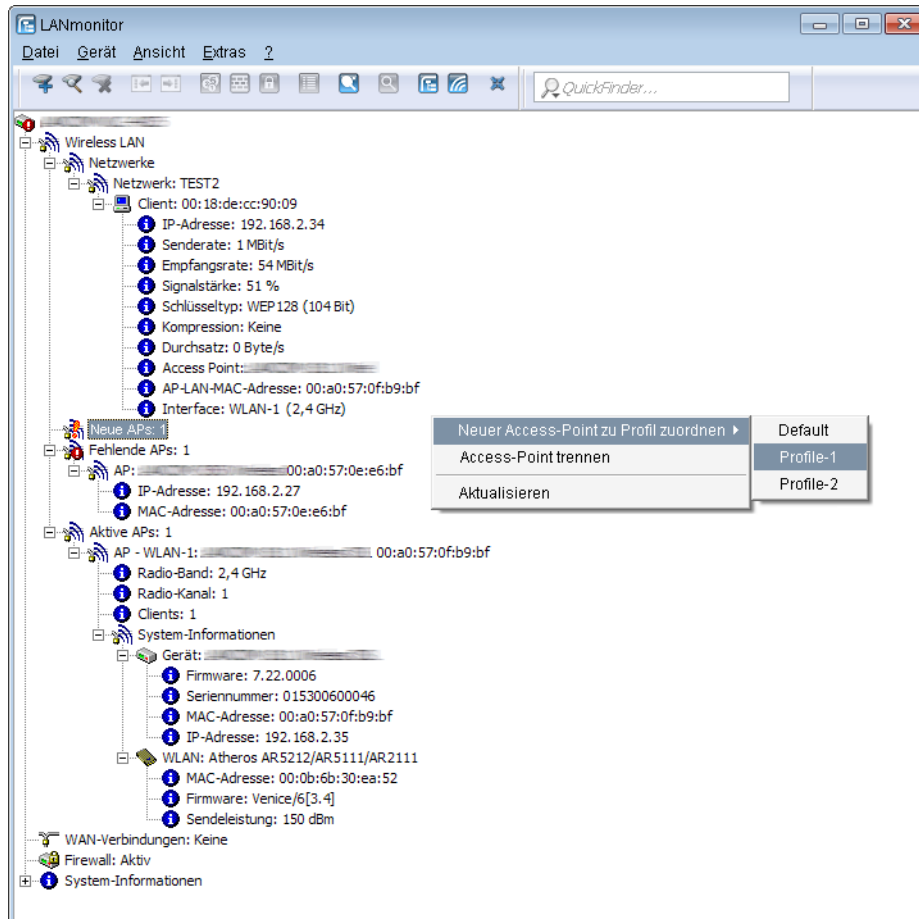 LANmonitor
Datei Gerät Ansicht Extras ?
QuickFinder...
Wireless LAN
Netzwerke
Netzwerk: TEST2
Client: 00:18:de:cc:90:09
IP-Adresse: 192.168.2.34
Senderate: 1 MBit/s
Empfangsrate: 54 MBit/s
Signalstärke: 51 %
Schlüsseltyp: WEP128 (104 Bit)
Kompression: Keine
Durchsatz: 0 Byte/s
Access Point:
AP-LAN-MAC-Adresse: 00:a0:57:0f:b9:bf
Interface: WLAN-1 (2,4 GHz)
Neue APs: 1
Neuer Access-Point zu Profil zuordnen
Access-Point trennen
Aktualisieren
Default
Profile-1
Profile-2
Fehlende APs: 1
AP: 00:a0:57:0e:e6:bf
IP-Adresse: 192.168.2.27
MAC-Adresse: 00:a0:57:0e:e6:bf
Aktive APs: 1
AP - WLAN-1: 00:a0:57:0f:b9:bf
Radio-Band: 2,4 GHz
Radio-Kanal: 1
Clients: 1
System-Informationen
Gerät:
Firmware: 7.22.0006
Seriennummer: 015300600046
MAC-Adresse: 00:a0:57:0f:b9:bf
IP-Adresse: 192.168.2.35
WLAN: Atheros AR5212/AR5111/AR2111
MAC-Adresse: 00:0b:6b:30:ea:52
Firmware: Venice/6[3.4]
Sendeleistung: 150 dBm
WAN-Verbindungen: Keine
Firewall: Aktiv
System-Informationen